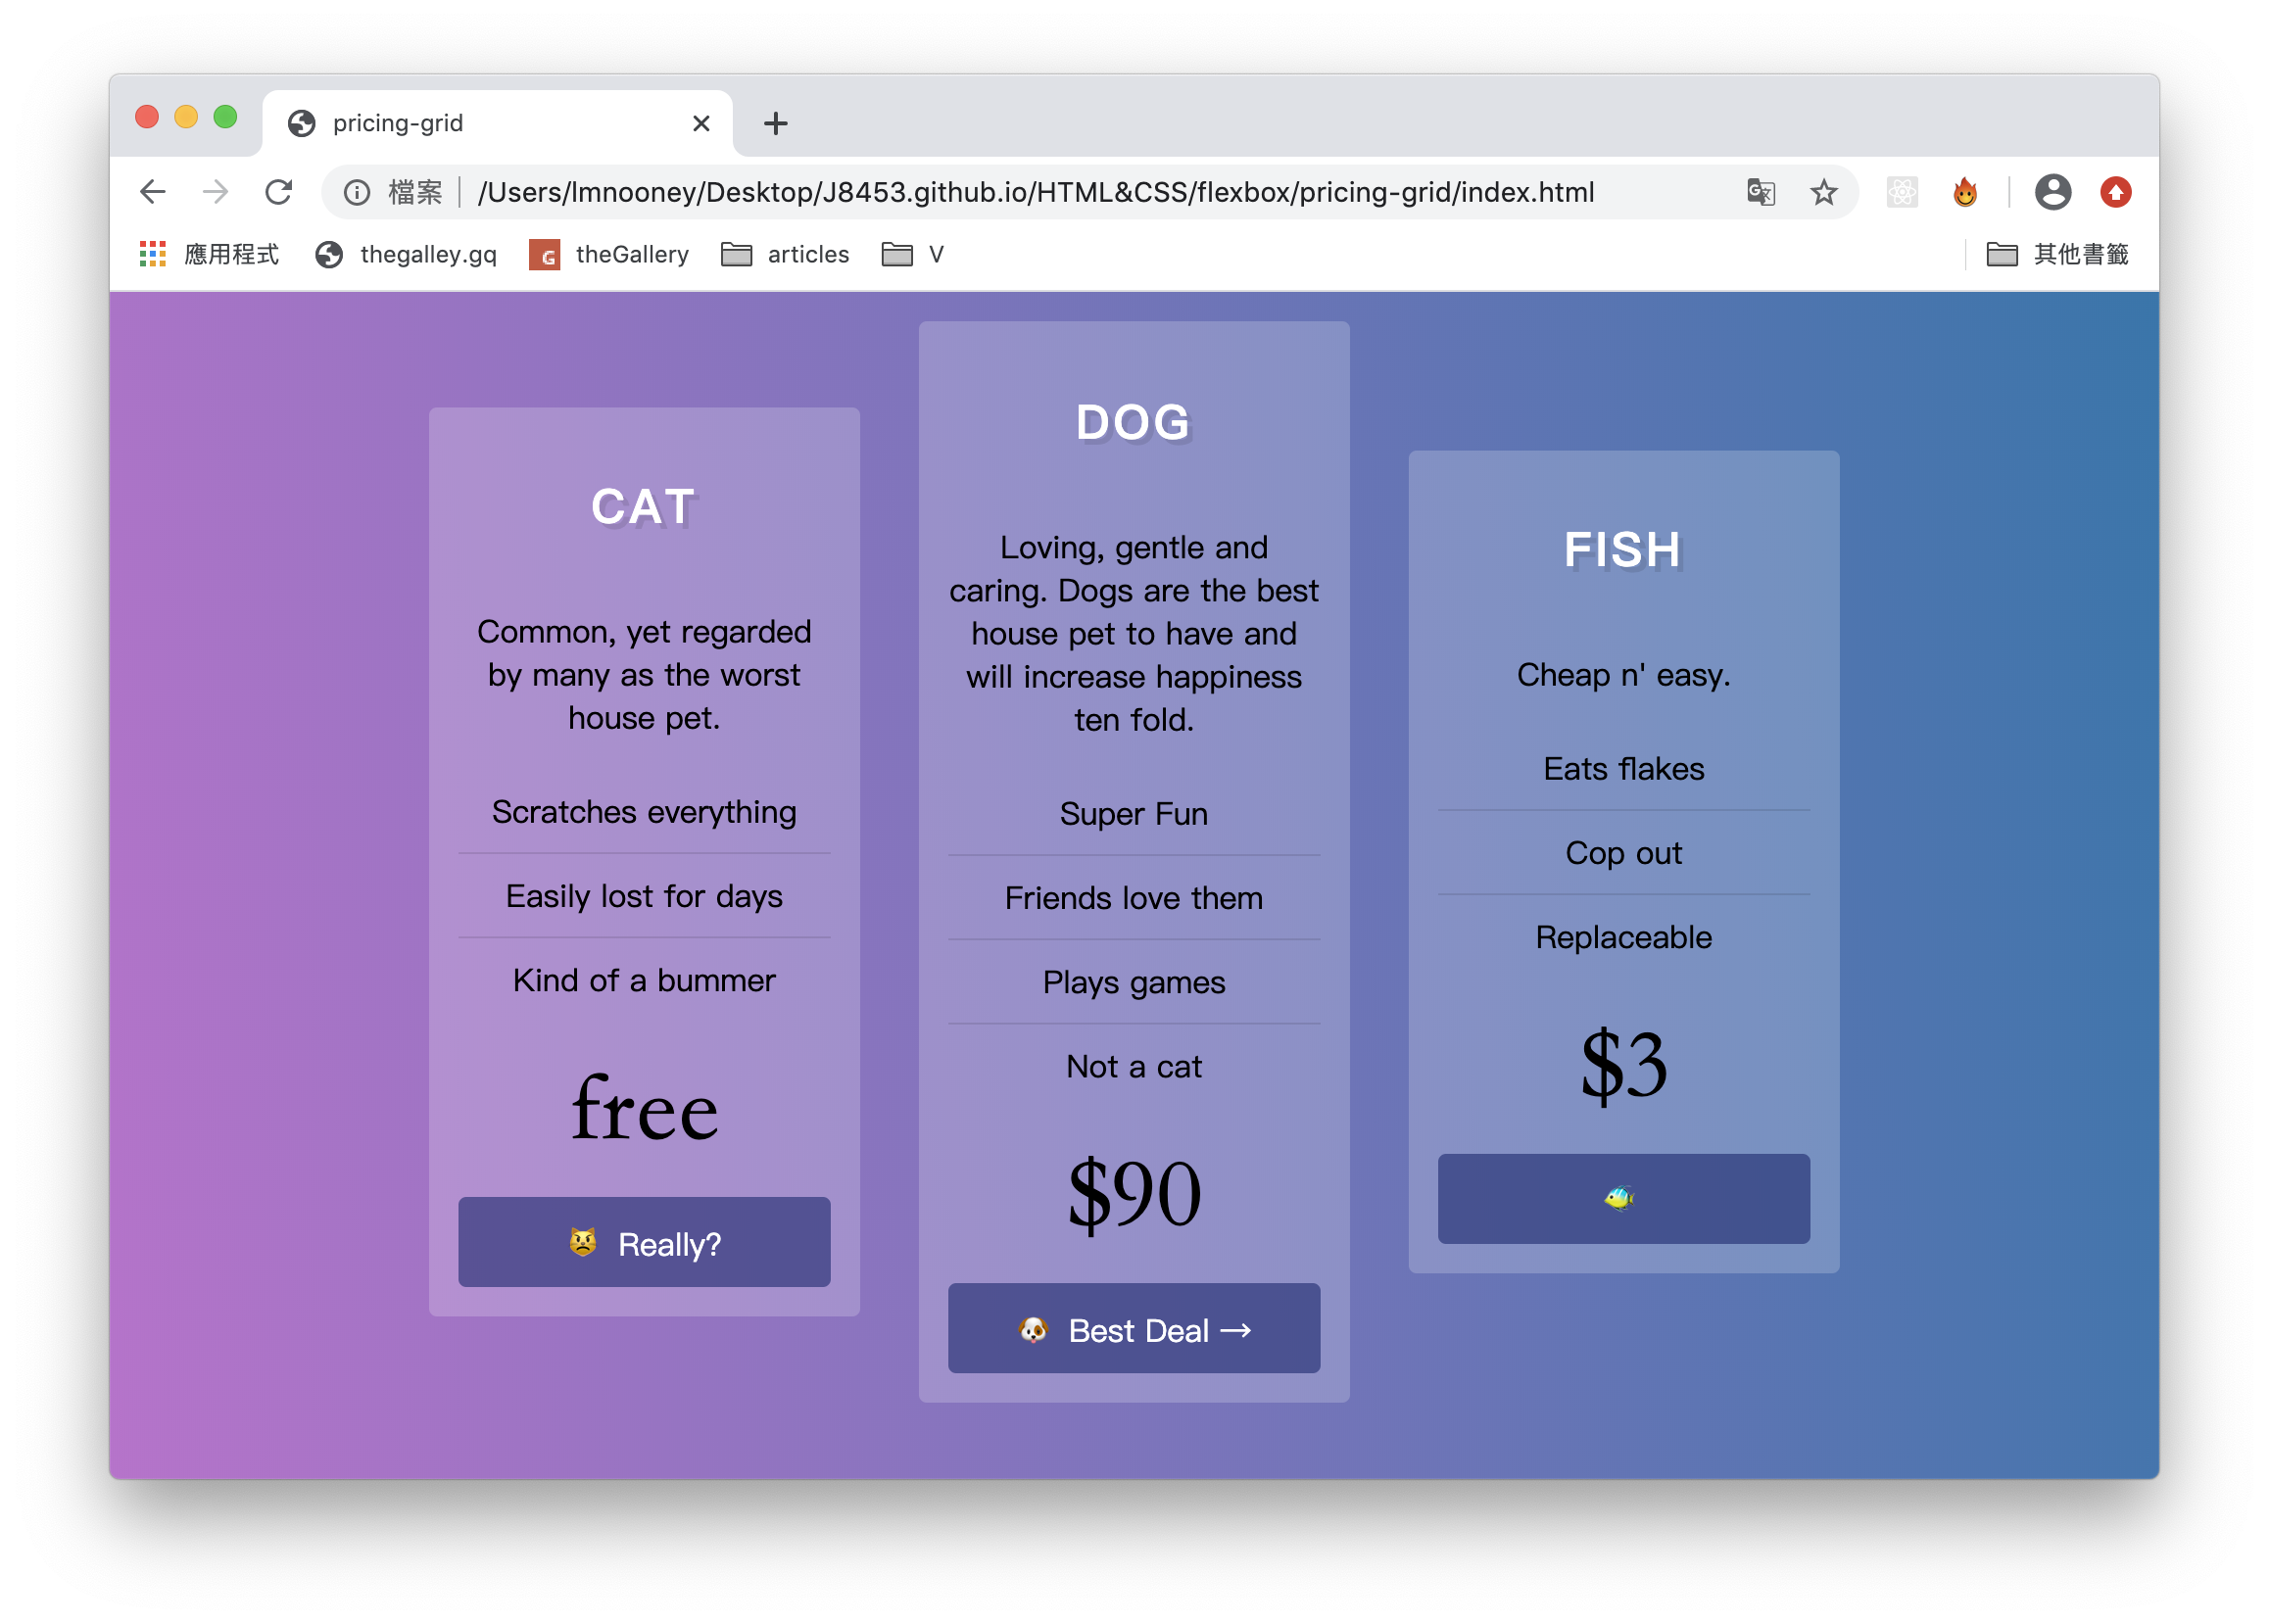 pricing-grid
檔案 /Users/lmnooney/Desktop/J8453.github.io/HTML&CSS/flexbox/pricing-grid/index.html
應用程式 thegalley.gq G theGallery articles V 其他書籤
CAT
Common, yet regarded
by many as the worst
house pet.
Scratches everything
Easily lost for days
Kind of a bummer
free
😾 Really?
DOG
Loving, gentle and
caring. Dogs are the best
house pet to have and
will increase happiness
ten fold.
Super Fun
Friends love them
Plays games
Not a cat
$90
🐶 Best Deal →
FISH
Cheap n' easy.
Eats flakes
Cop out
Replaceable
$3
🐠